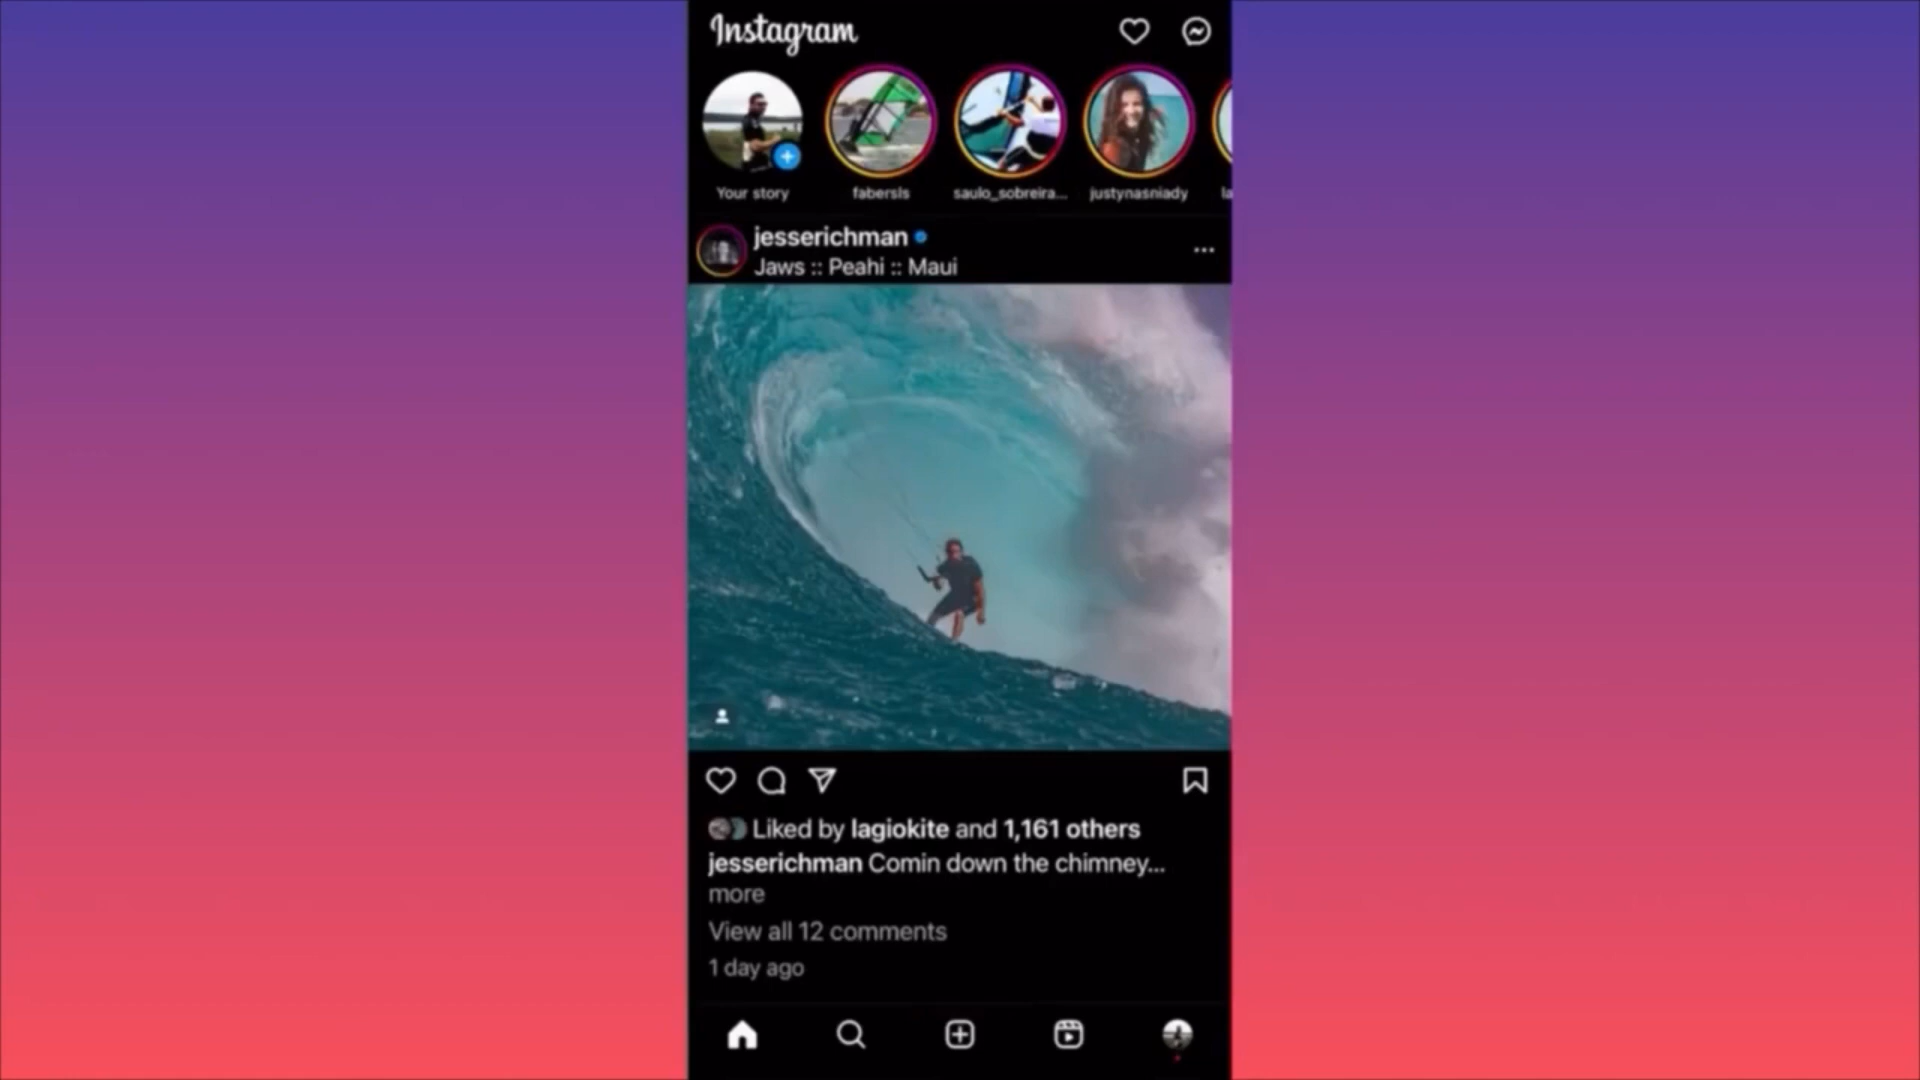 Instagram
Your story
fabersls
saulo_sobreira...
justynasniady
la
jesserichman
Jaws :: Peahi :: Maui
Liked by lagiokite and 1,161 others
jesserichman Comin down the chimney...
more
View all 12 comments
1 day ago